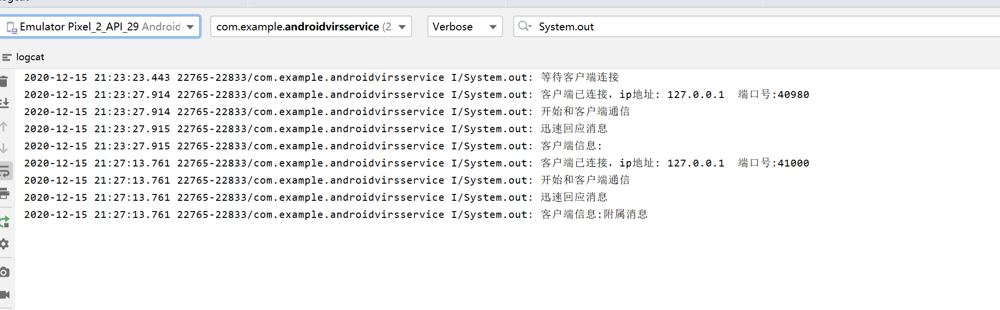 Emulator Pixel_2_API_29 Android com.example.androidvirsservice (2 Verbose System.out
logcat
2020-12-15 21:23:23.443 22765-22833/com.example.androidvirsservice I/System.out: 等待客户端连接
2020-12-15 21:23:27.914 22765-22833/com.example.androidvirsservice I/System.out: 客户端已连接，ip地址: 127.0.0.1  端口号:40980
2020-12-15 21:23:27.914 22765-22833/com.example.androidvirsservice I/System.out: 开始和客户端通信
2020-12-15 21:23:27.915 22765-22833/com.example.androidvirsservice I/System.out: 迅速回应消息
2020-12-15 21:23:27.915 22765-22833/com.example.androidvirsservice I/System.out: 客户端信息:
2020-12-15 21:27:13.761 22765-22833/com.example.androidvirsservice I/System.out: 客户端已连接，ip地址: 127.0.0.1  端口号:41000
2020-12-15 21:27:13.761 22765-22833/com.example.androidvirsservice I/System.out: 开始和客户端通信
2020-12-15 21:27:13.761 22765-22833/com.example.androidvirsservice I/System.out: 迅速回应消息
2020-12-15 21:27:13.761 22765-22833/com.example.androidvirsservice I/System.out: 客户端信息:附属消息